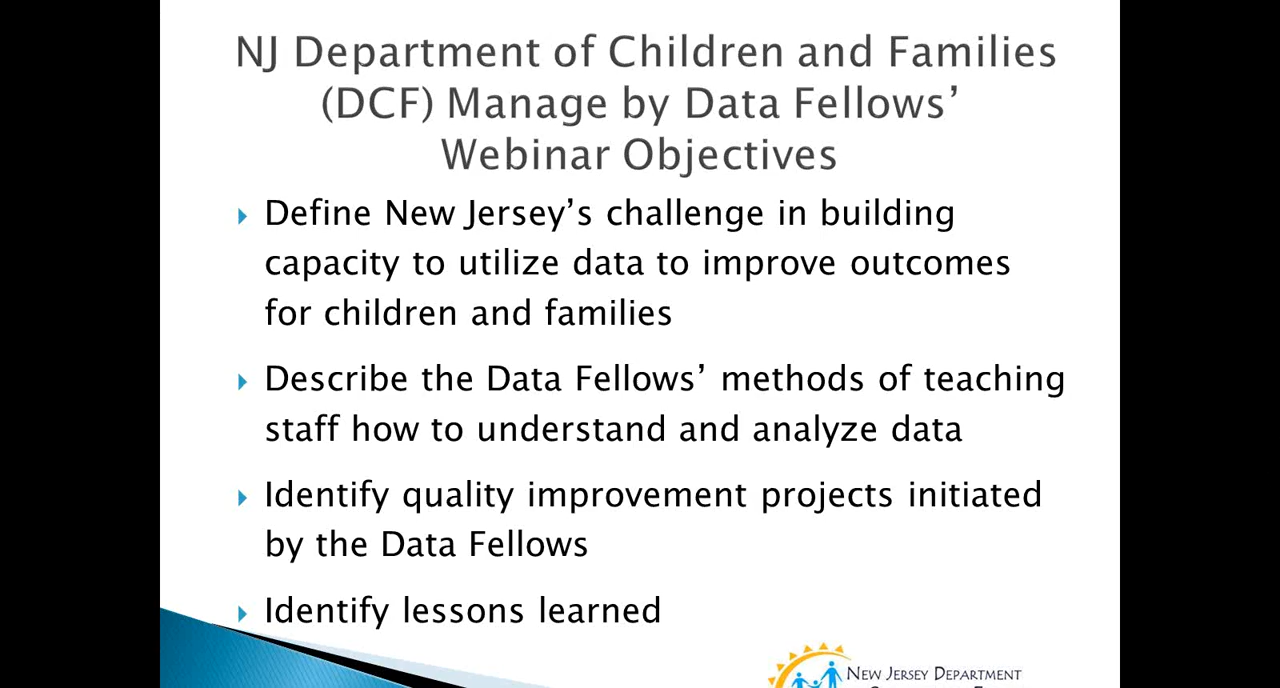 NJ Department of Children and Families
(DCF) Manage by Data Fellows’
Webinar Objectives
Define New Jersey’s challenge in building
capacity to utilize data to improve outcomes
for children and families
Describe the Data Fellows’ methods of teaching
staff how to understand and analyze data
Identify quality improvement projects initiated
by the Data Fellows
Identify lessons learned
New Jersey Department